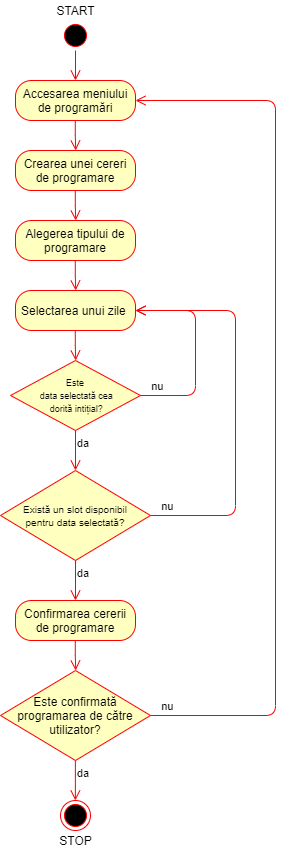 START
Accesarea meniului
de programări
Crearea unei cereri
de programare
Alegerea tipului de
programare
Selectarea unui zile
Este
data selectată cea
dorită intițial?
nu
da
Există un slot disponibil
pentru data selectată?
nu
da
Confirmarea cererii
de programare
Este confirmată
programarea de către
utilizator?
nu
da
STOP